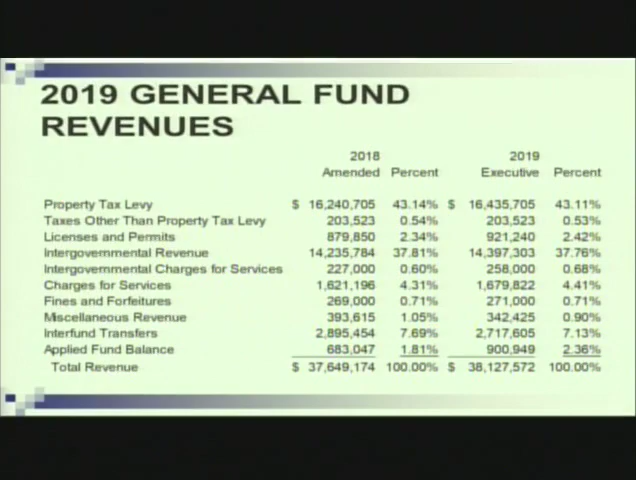 2019 GENERAL FUND
REVENUES
2018 2019
Amended Percent Executive Percent
Property Tax Levy $ 16,240,705 43.14% $ 16,435,705 43.11%
Taxes Other Than Property Tax Levy 203,523 0.54% 203,523 0.53%
Licenses and Permits 879,850 2.34% 921,240 2.42%
Intergovernmental Revenue 14,235,784 37.81% 14,397,303 37.76%
Intergovernmental Charges for Services 227,000 0.60% 258,000 0.68%
Charges for Services 1,621,196 4.31% 1,679,822 4.41%
Fines and Forfeitures 269,000 0.71% 271,000 0.71%
Miscellaneous Revenue 393,615 1.05% 342,425 0.90%
Interfund Transfers 2,895,454 7.69% 2,717,605 7.13%
Applied Fund Balance 683,047 1.81% 900,949 2.36%
Total Revenue $ 37,649,174 100.00% $ 38,127,572 100.00%